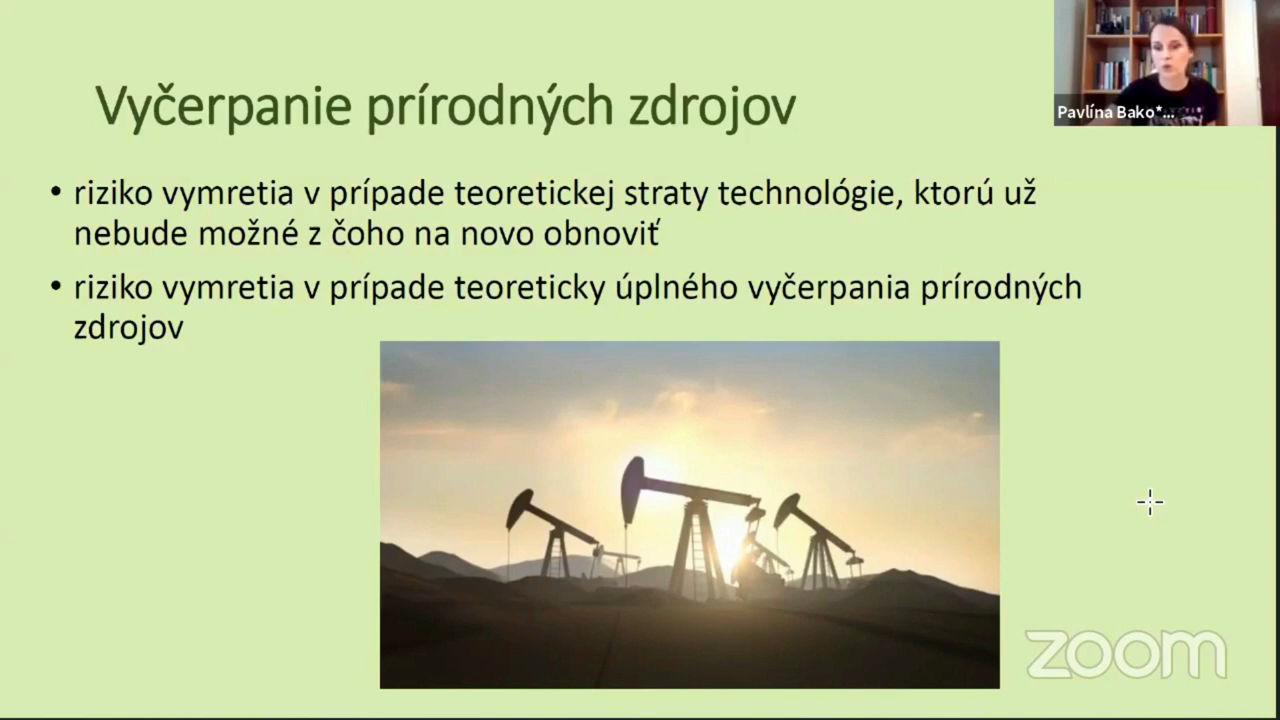 Vyčerpanie prírodných zdrojov
Pavlína Bako*...
• riziko vymretia v prípade teoretickej straty technológie, ktorú už
nebude možné z čoho na novo obnoviť
• riziko vymretia v prípade teoreticky úplného vyčerpania prírodných
zdrojov
zoom